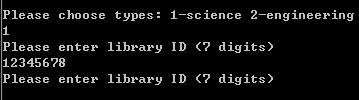 Please choose types: 1-science 2-engineering
1
Please enter library ID (7 digits)
12345678
Please enter library ID (7 digits)